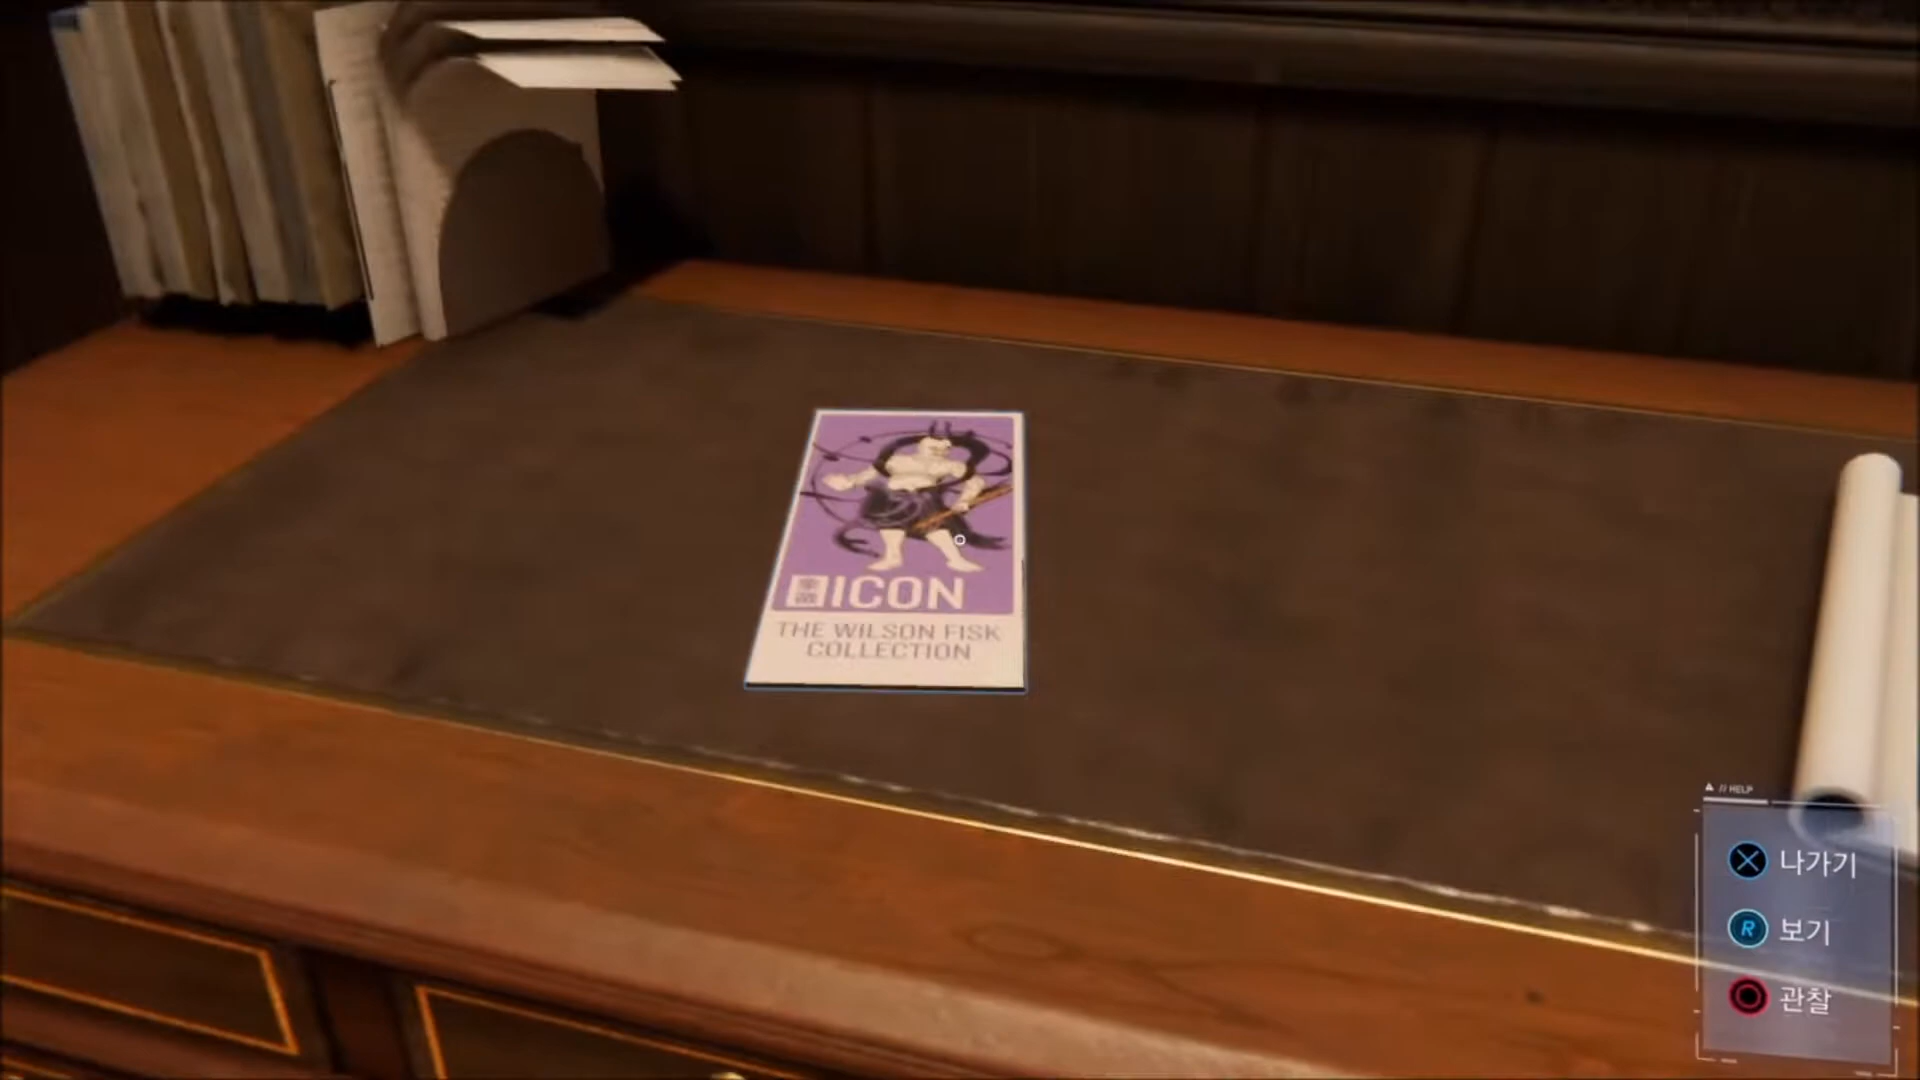 ICON
THE WILSON FISK
COLLECTION
// HELP
나가기
R 보기
관찰